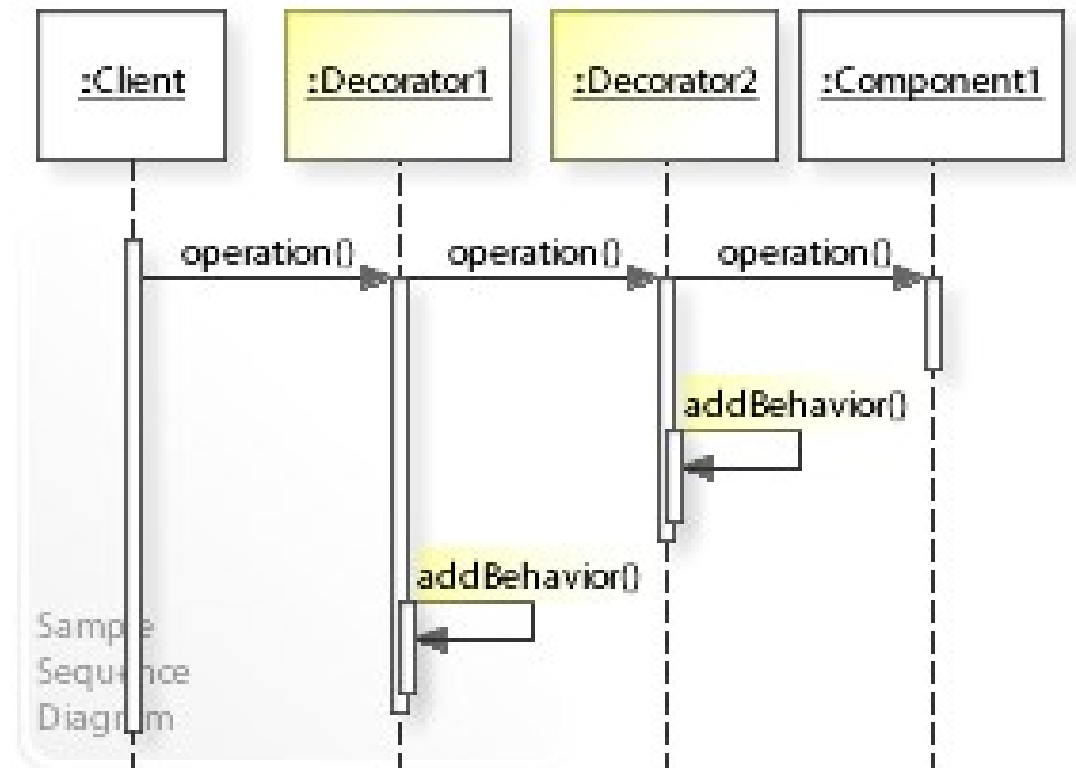 :Client
:Decorator1
:Decorator2
:Component1
operation()
operation()
operation()
addBehavior()
addBehavior()
Sample
Sequence
Diagram